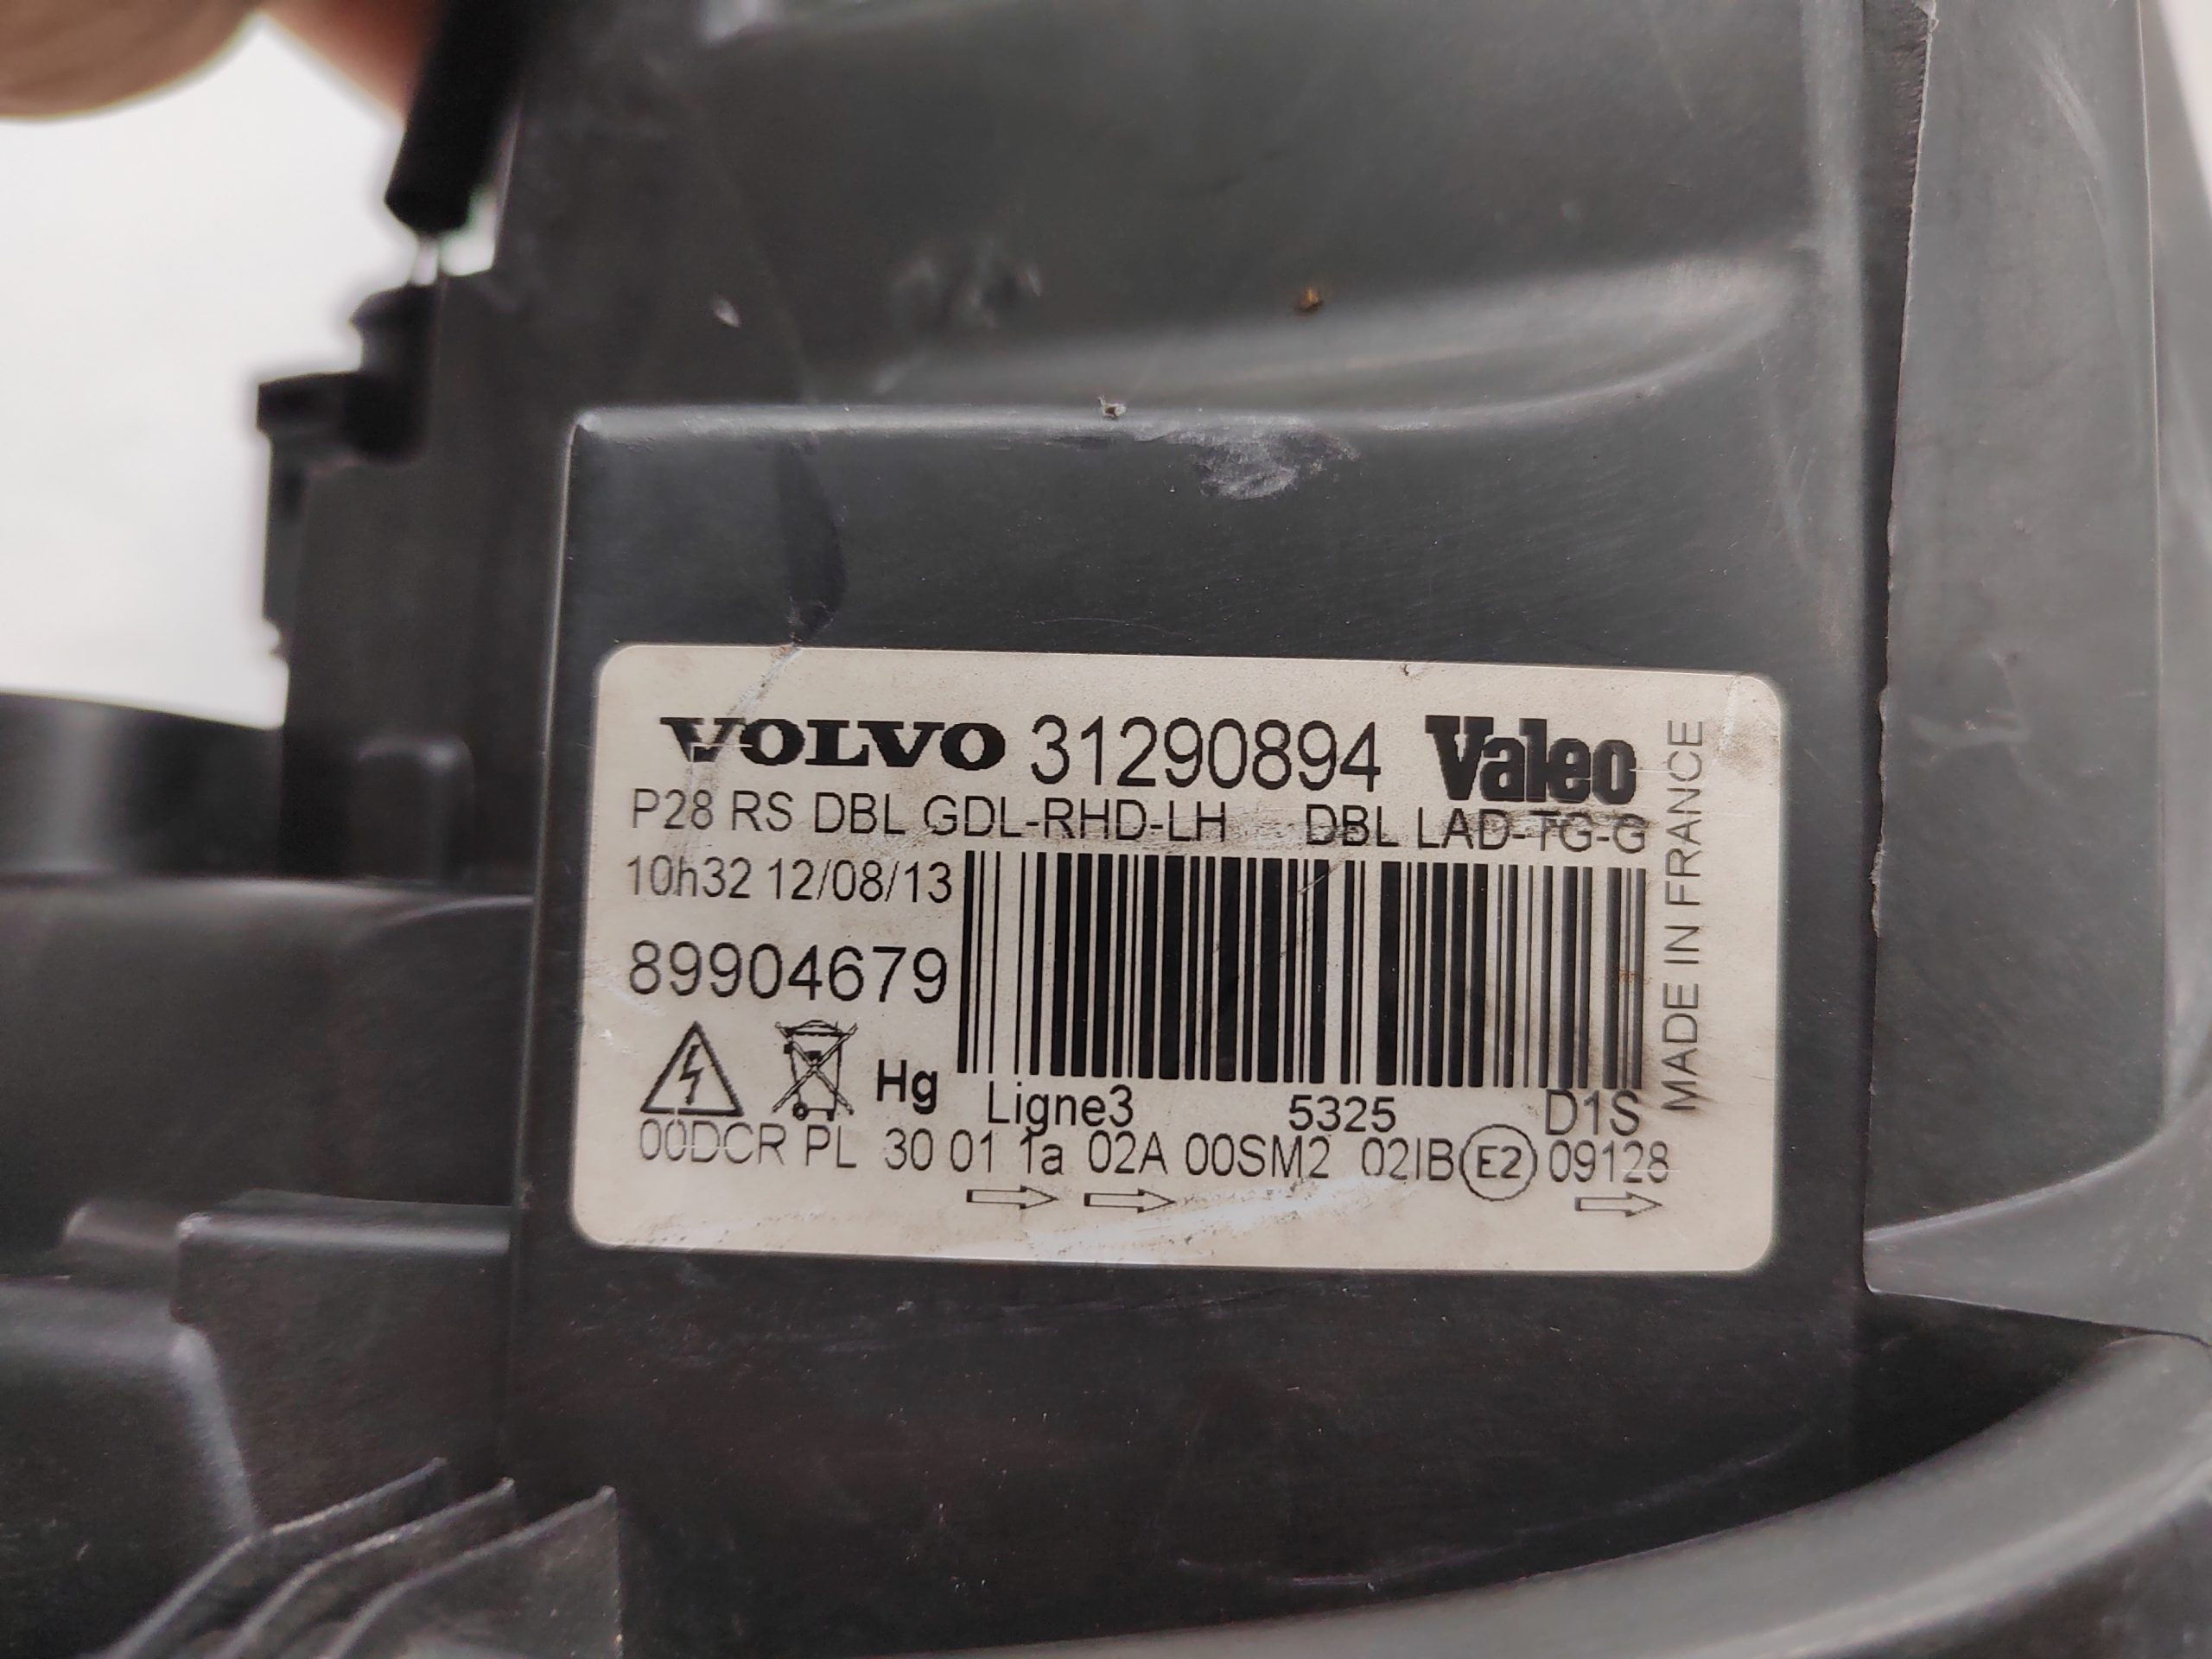 VOLVO 31290894 Valeo
P28 RS DBL GDL-RHD-LH DBL LAD-TG-G
10h32 12/08/13
89904679
Hg Ligne3 5325 D1S
00DCR PL 30 01 1a 02A 00SM2 02IB E2 09128
MADE IN FRANCE